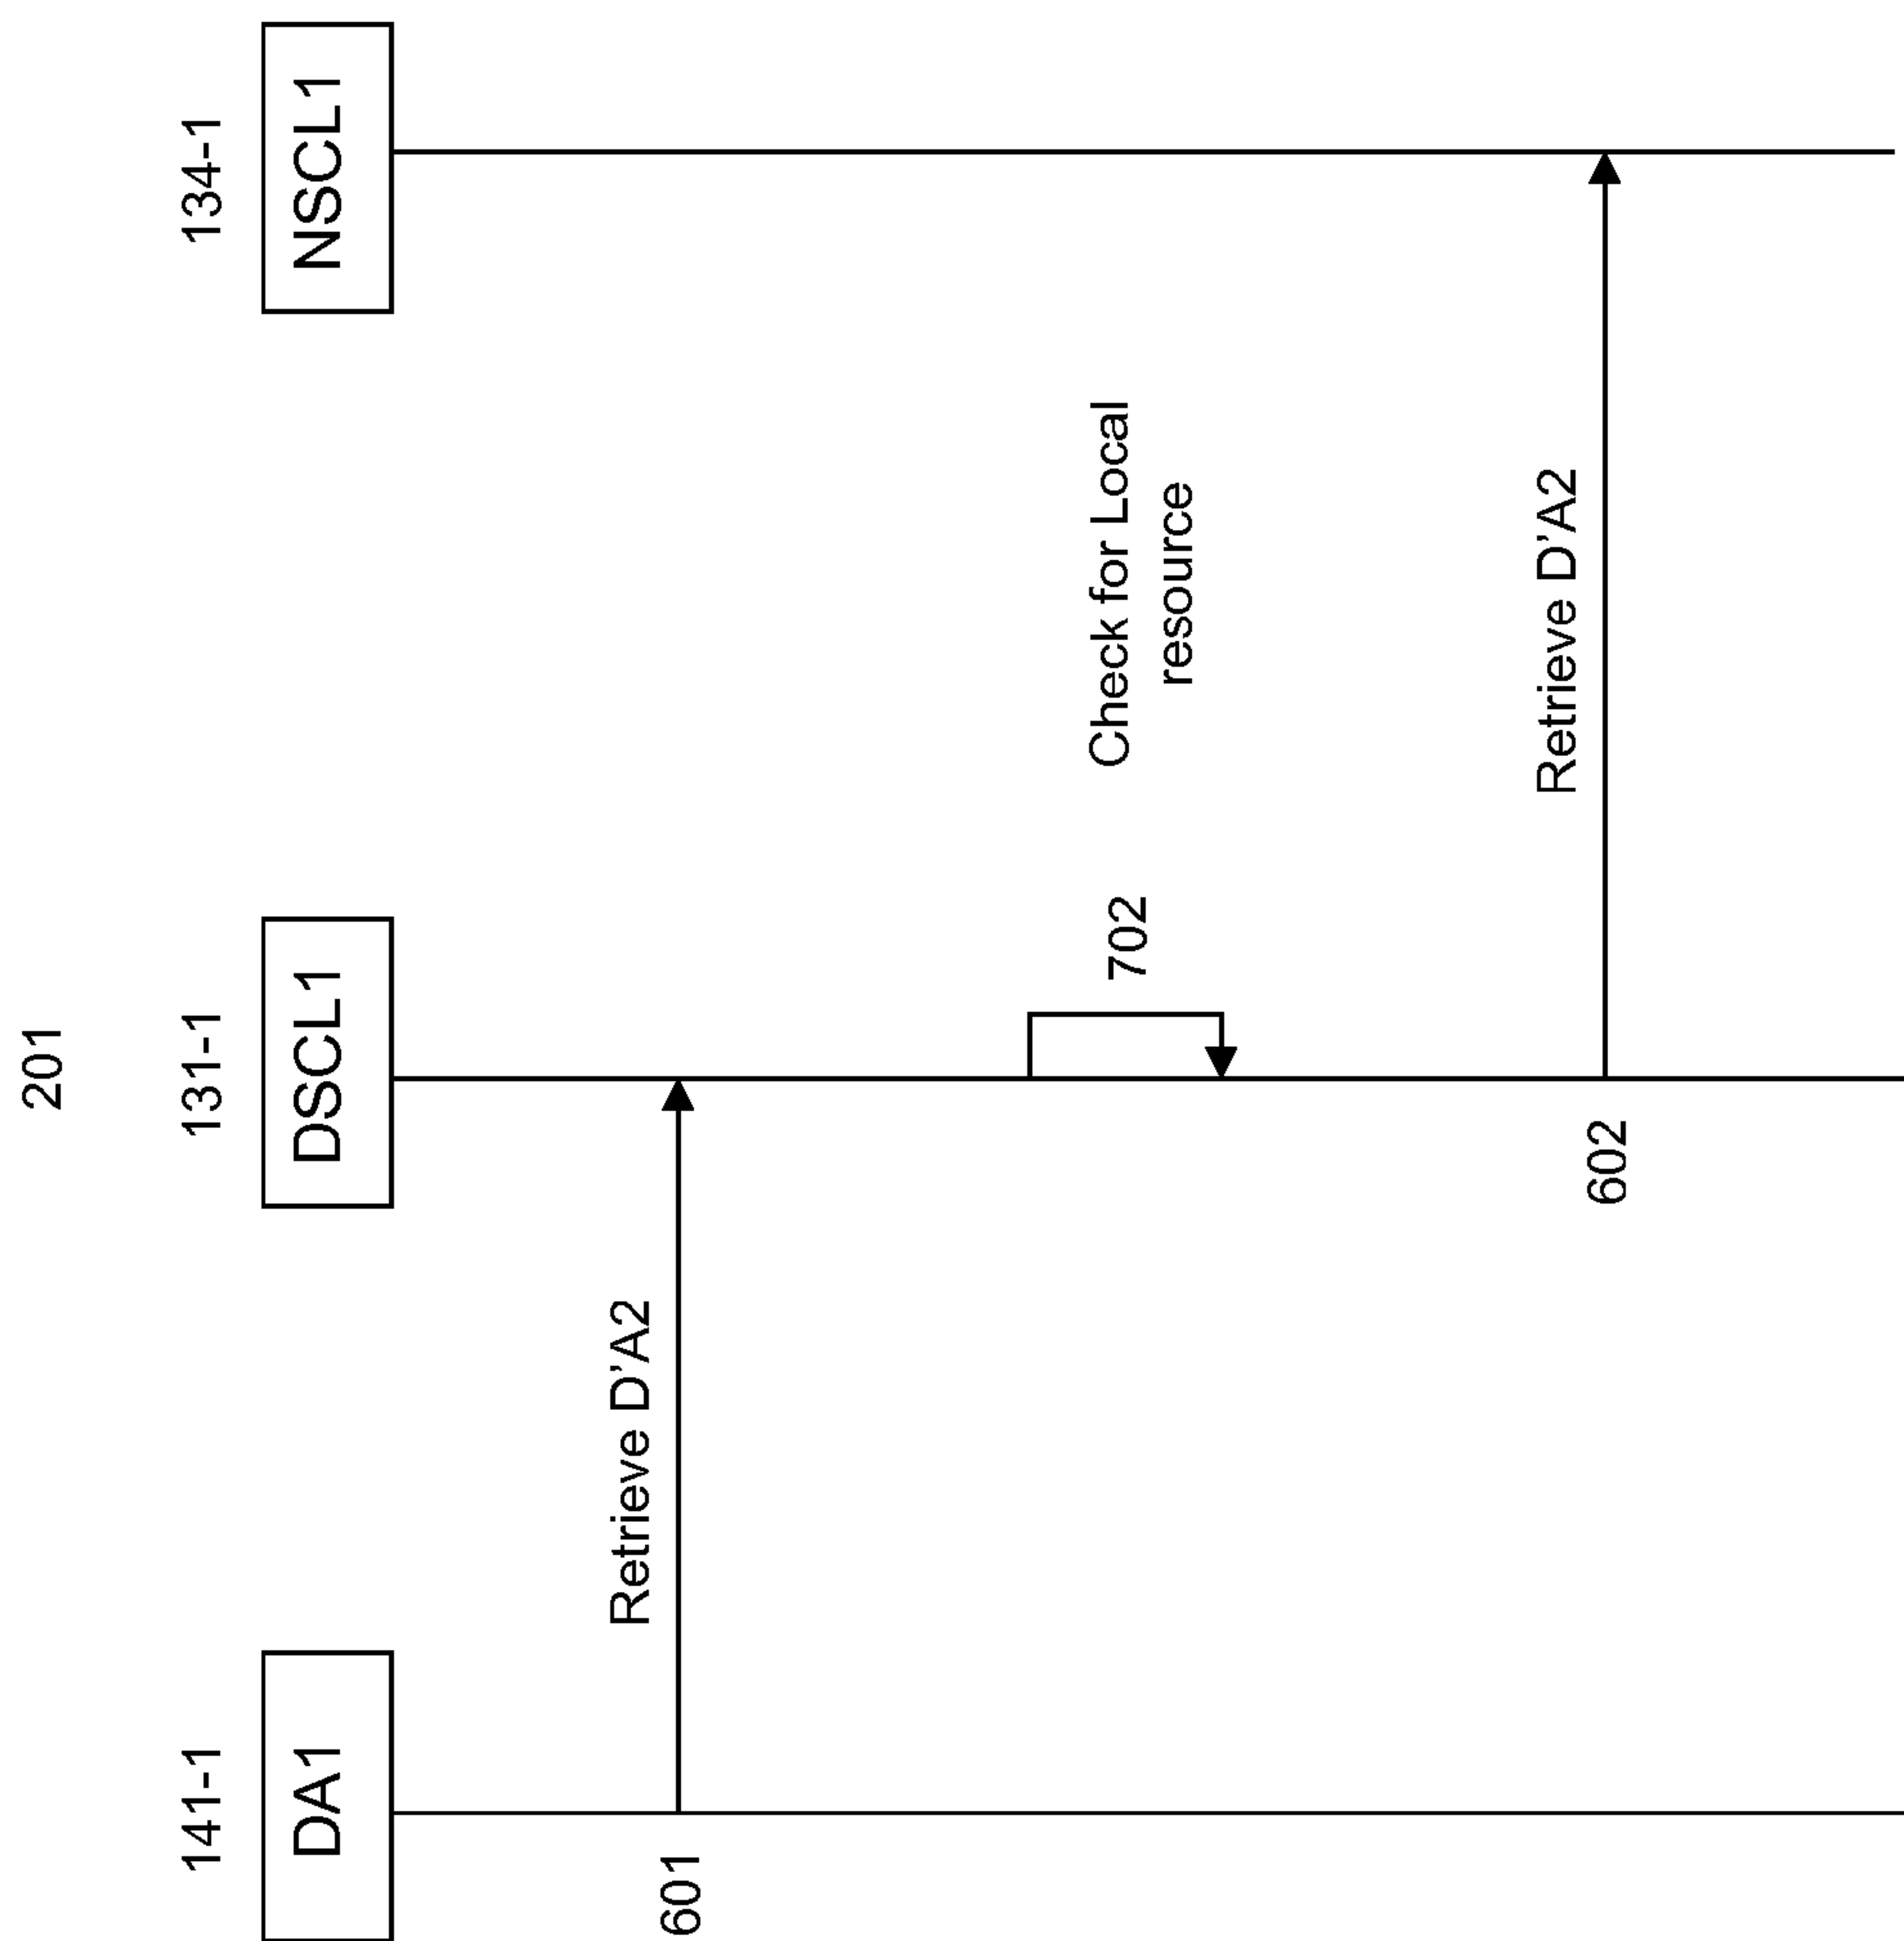 201
141-1
131-1
134-1
DA1
DSCL1
NSCL1
Retrieve D'A2
601
702
Check for Local
resource
Retrieve D'A2
602